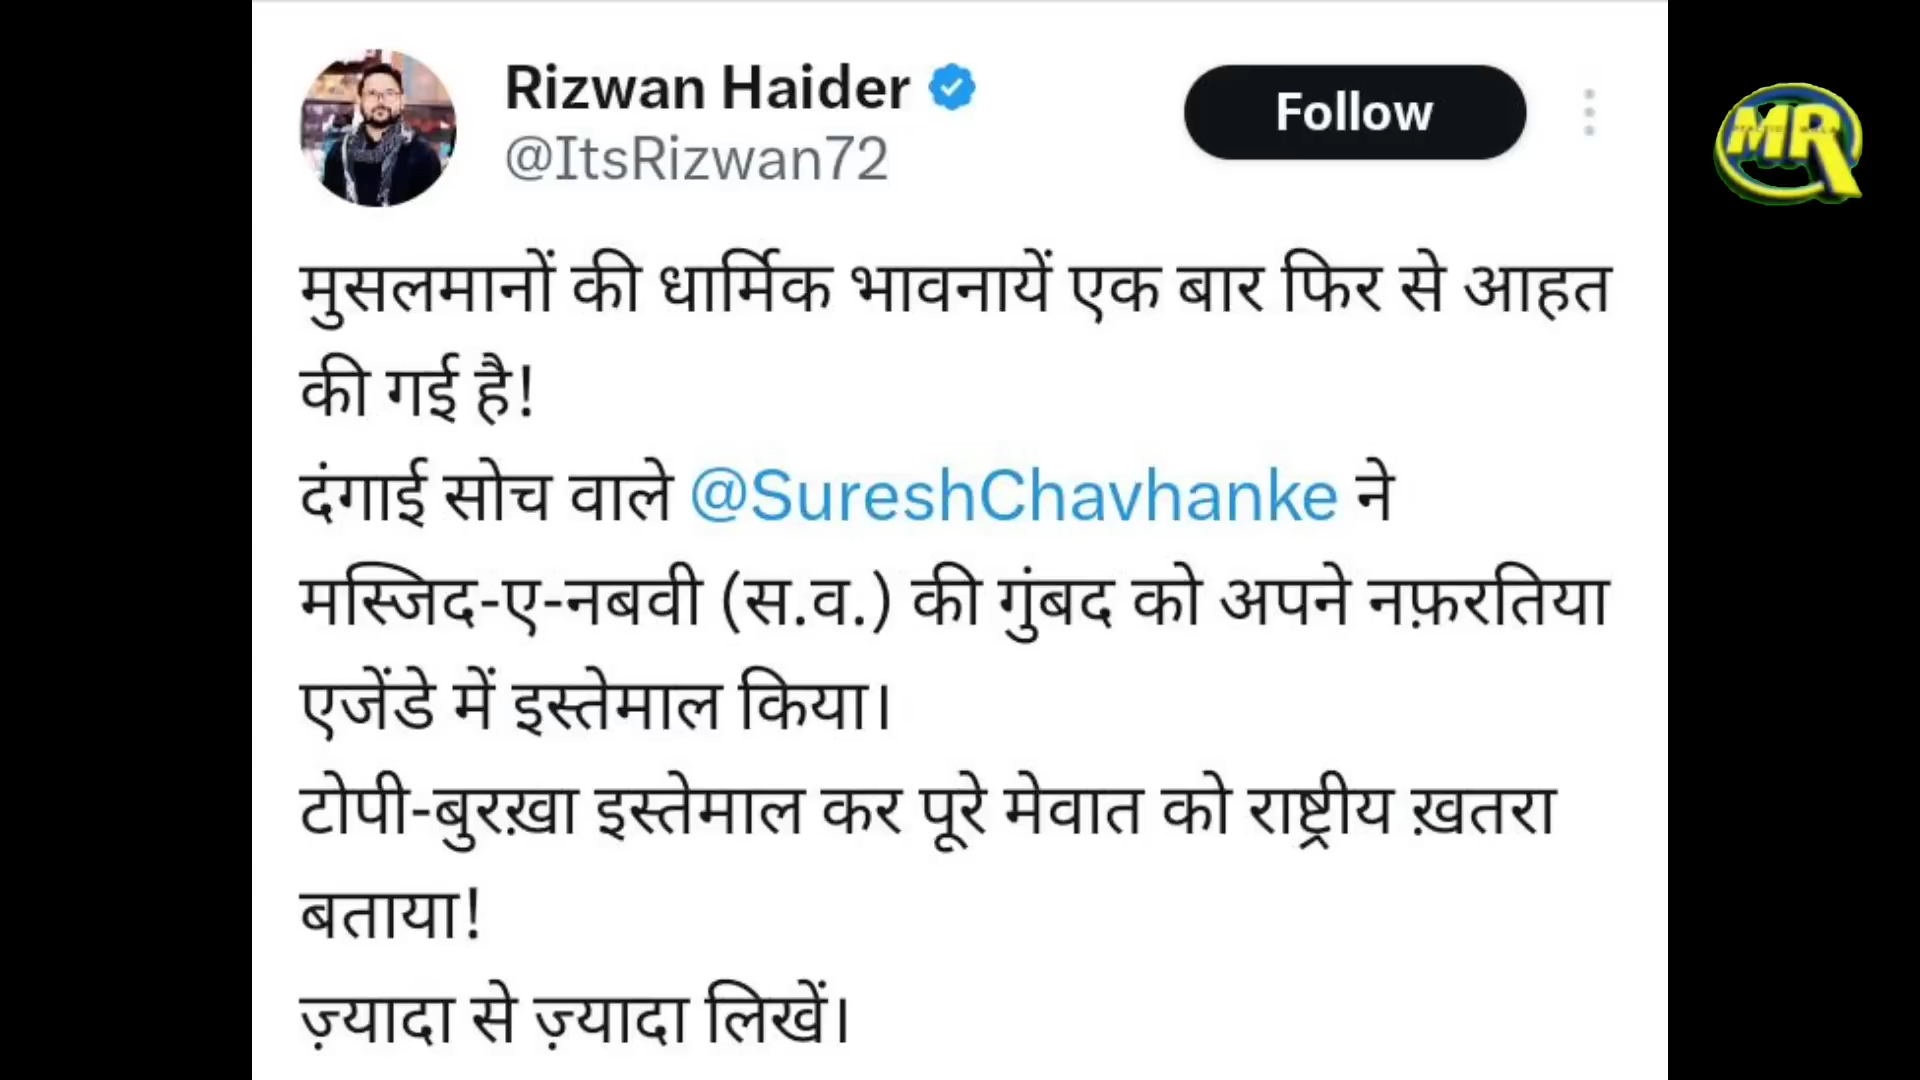 Rizwan Haider
@ItsRizwan72
Follow
MR
मुसलमानों की धार्मिक भावनायें एक बार फिर से आहत
की गई है!
दंगाई सोच वाले @SureshChavhanke ने
मस्जिद-ए-नबवी (स.व.) की गुंबद को अपने नफ़रतिया
एजेंडे में इस्तेमाल किया।
टोपी-बुरख़ा इस्तेमाल कर पूरे मेवात को राष्ट्रीय ख़तरा
बताया!
ज़्यादा से ज़्यादा लिखें।